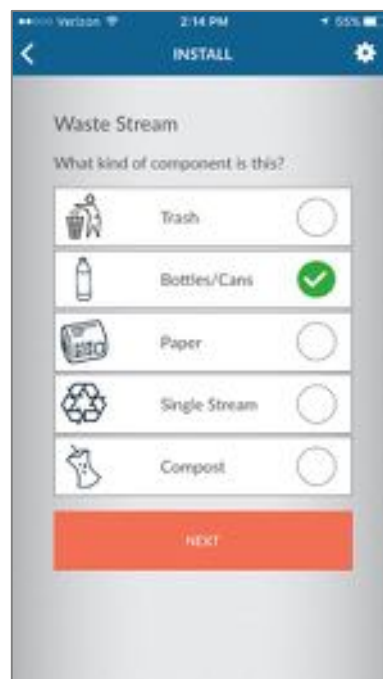 verizon 2:14 PM 55%
INSTALL
Waste Stream
What kind of component is this?
Trash
Bottles/Cans
Paper
Single Stream
Compost
NEXT